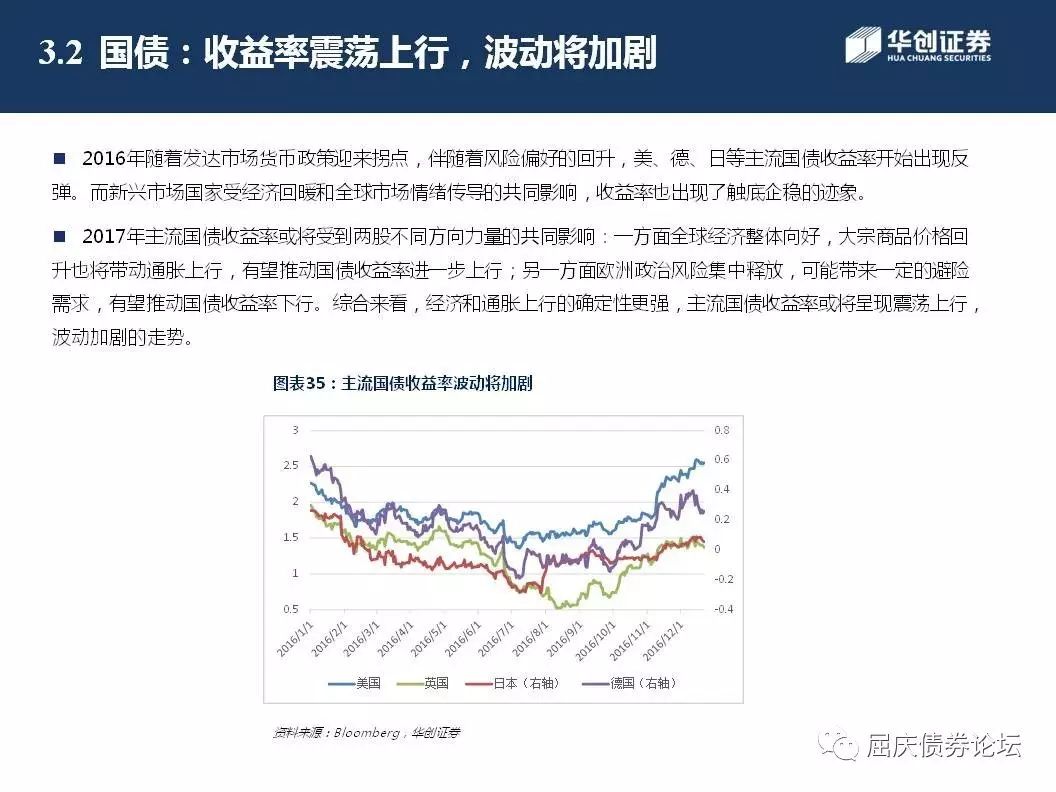 3.2 国债：收益率震荡上行，波动将加剧
华创证券
HUA CHUANG SECURITIES
■ 2016年随着发达市场货币政策迎来拐点，伴随着风险偏好的回升，美、德、日等主流国债收益率开始出现反
弹。而新兴市场国家受经济回暖和全球市场情绪传导的共同影响，收益率也出现了触底企稳的迹象。
■ 2017年主流国债收益率或将受到两股不同方向力量的共同影响：一方面全球经济整体向好，大宗商品价格回
升也将带动通胀上行，有望推动国债收益率进一步上行；另一方面欧洲政治风险集中释放，可能带来一定的避险
需求，有望推动国债收益率下行。综合来看，经济和通胀上行的确定性更强，主流国债收益率或将呈现震荡上行，
波动加剧的走势。
图表35：主流国债收益率波动将加剧
3 0.8
2.5 0.6
2 0.4
1.5 0.2
1 0
0.5 -0.2
-0.4
2016/1/1 2016/2/1 2016/3/1 2016/4/1 2016/5/1 2016/6/1 2016/7/1 2016/8/1 2016/9/1 2016/10/1 2016/11/1 2016/12/1
美国 英国 日本（右轴） 德国（右轴）
资料来源：Bloomberg，华创证券
屈庆债券论坛